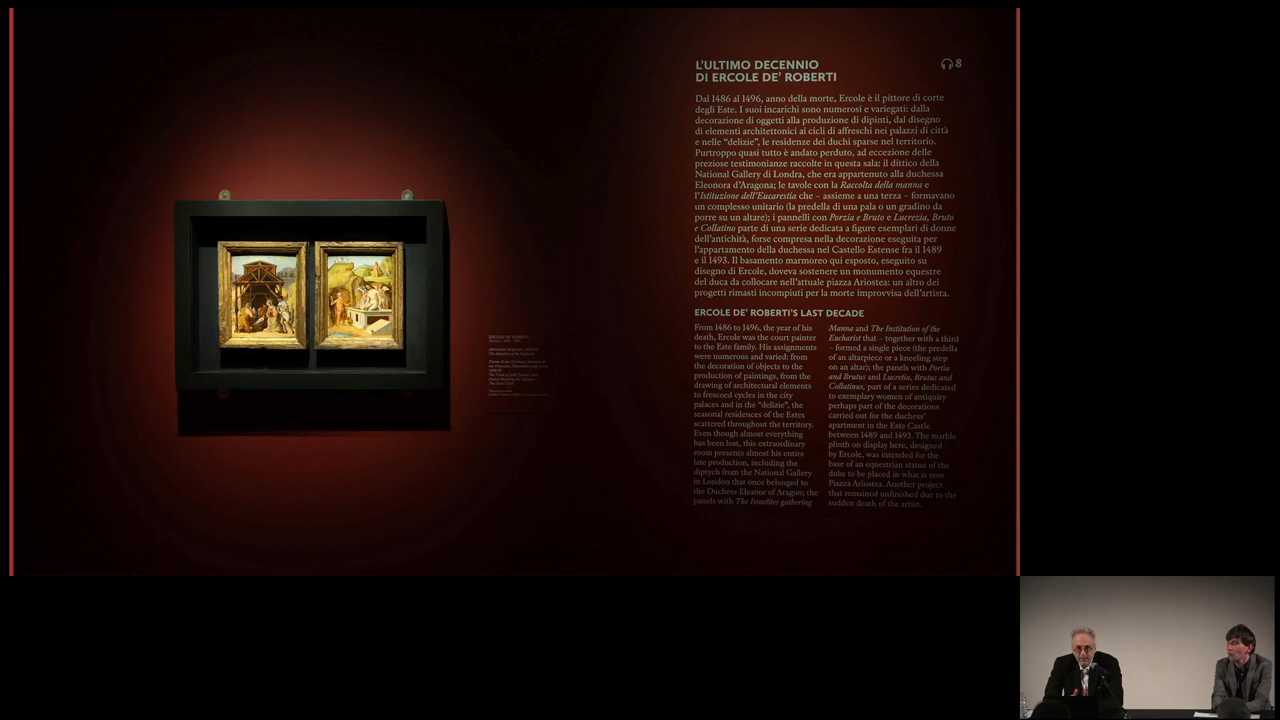 L'ULTIMO DECENNIO
DI ERCOLE DE' ROBERTI
8
Dal 1486 al 1496, anno della morte, Ercole è il pittore di corte
degli Este. I suoi incarichi sono numerosi e variegati: dalla
decorazione di oggetti alla produzione di dipinti, dal disegno
di elementi architettonici ai cicli di affreschi nei palazzi di città
e nelle “delizie”, le residenze dei duchi sparse nel territorio.
Purtroppo quasi tutto è andato perduto, ad eccezione delle
preziose testimonianze raccolte in questa sala: il dittico della
National Gallery di Londra, che era appartenuto alla duchessa
Eleonora d'Aragona; le tavole con la Raccolta della manna e
l'Istituzione dell'Eucarestia che – assieme a una terza – formavano
un complesso unitario (la predella di una pala o un gradino da
porre su un altare); i pannelli con Porzia e Bruto e Lucrezia, Bruto
e Collatino parte di una serie dedicata a figure esemplari di donne
dell'antichità, forse compresa nella decorazione eseguita per
l'appartamento della duchessa nel Castello Estense fra il 1489
e il 1493. Il basamento marmoreo qui esposto, eseguito su
disegno di Ercole, doveva sostenere un monumento equestre
del duca da collocare nell'attuale piazza Ariostea: un altro dei
progetti rimasti incompiuti per la morte improvvisa dell'artista.
ERCOLE DE' ROBERTI'S LAST DECADE
From 1486 to 1496, the year of his
death, Ercole was the court painter
to the Este family. His assignments
were numerous and varied: from
the decoration of objects to the
production of paintings, from the
drawing of architectural elements
to frescoed cycles in the city
palaces and in the “delizie”, the
seasonal residences of the Estes
scattered throughout the territory.
Even though almost everything
has been lost, this extraordinary
room presents almost his entire
late production, including the
diptych from the National Gallery
in London that once belonged to
the Duchess Eleanor of Aragon; the
panels with The Israelites gathering
Manna and The Institution of the
Eucharist that – together with a third
– formed a single piece (the predella
of an altarpiece or a kneeling step
on an altar); the panels with Portia
and Brutus and Lucretia, Brutus and
Collatinus, part of a series dedicated
to exemplary women of antiquity
perhaps part of the decorations
carried out for the duchess'
apartment in the Este Castle
between 1489 and 1493. The marble
plinth on display here, designed
by Ercole, was intended for the
base of an equestrian statue of the
duke to be placed in what is now
Piazza Ariostea. Another project
that remained unfinished due to the
sudden death of the artist.